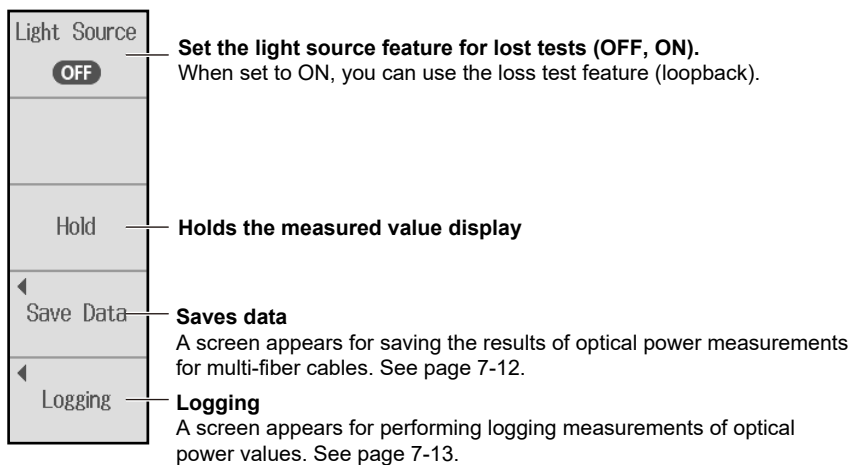 Light Source
OFF
Set the light source feature for lost tests (OFF, ON).
When set to ON, you can use the loss test feature (loopback).
Hold
Holds the measured value display
Save Data
Saves data
A screen appears for saving the results of optical power measurements
for multi-fiber cables. See page 7-12.
Logging
Logging
A screen appears for performing logging measurements of optical
power values. See page 7-13.